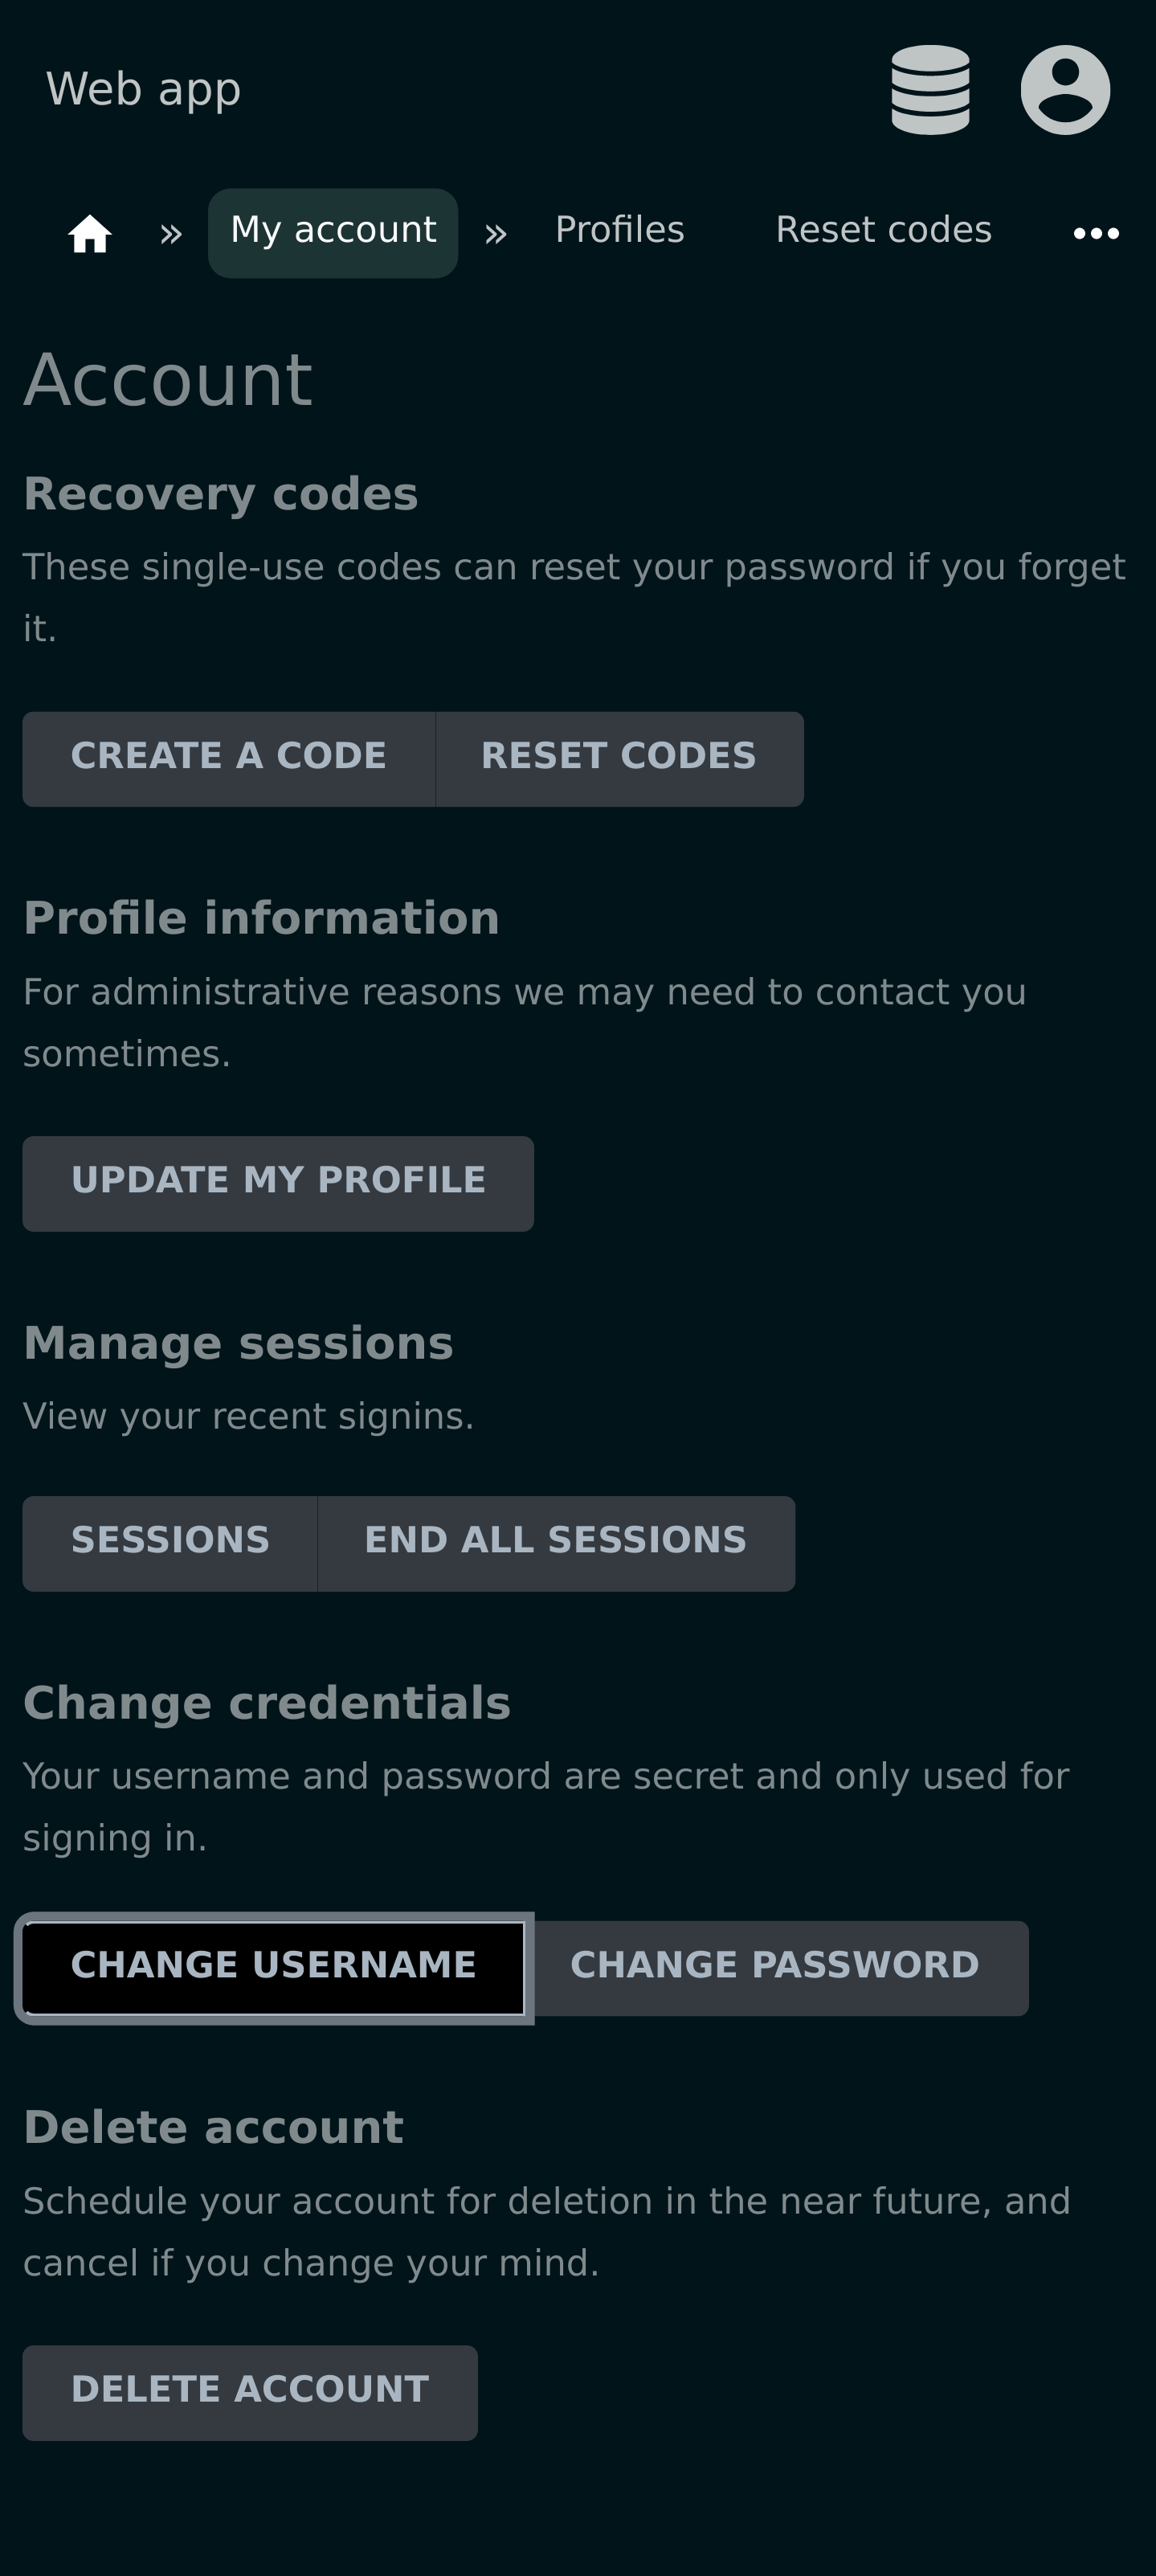 Web app
» My account » Profiles Reset codes •••
Account
Recovery codes
These single-use codes can reset your password if you forget
it.
CREATE A CODE RESET CODES
Profile information
For administrative reasons we may need to contact you
sometimes.
UPDATE MY PROFILE
Manage sessions
View your recent signins.
SESSIONS END ALL SESSIONS
Change credentials
Your username and password are secret and only used for
signing in.
CHANGE USERNAME CHANGE PASSWORD
Delete account
Schedule your account for deletion in the near future, and
cancel if you change your mind.
DELETE ACCOUNT